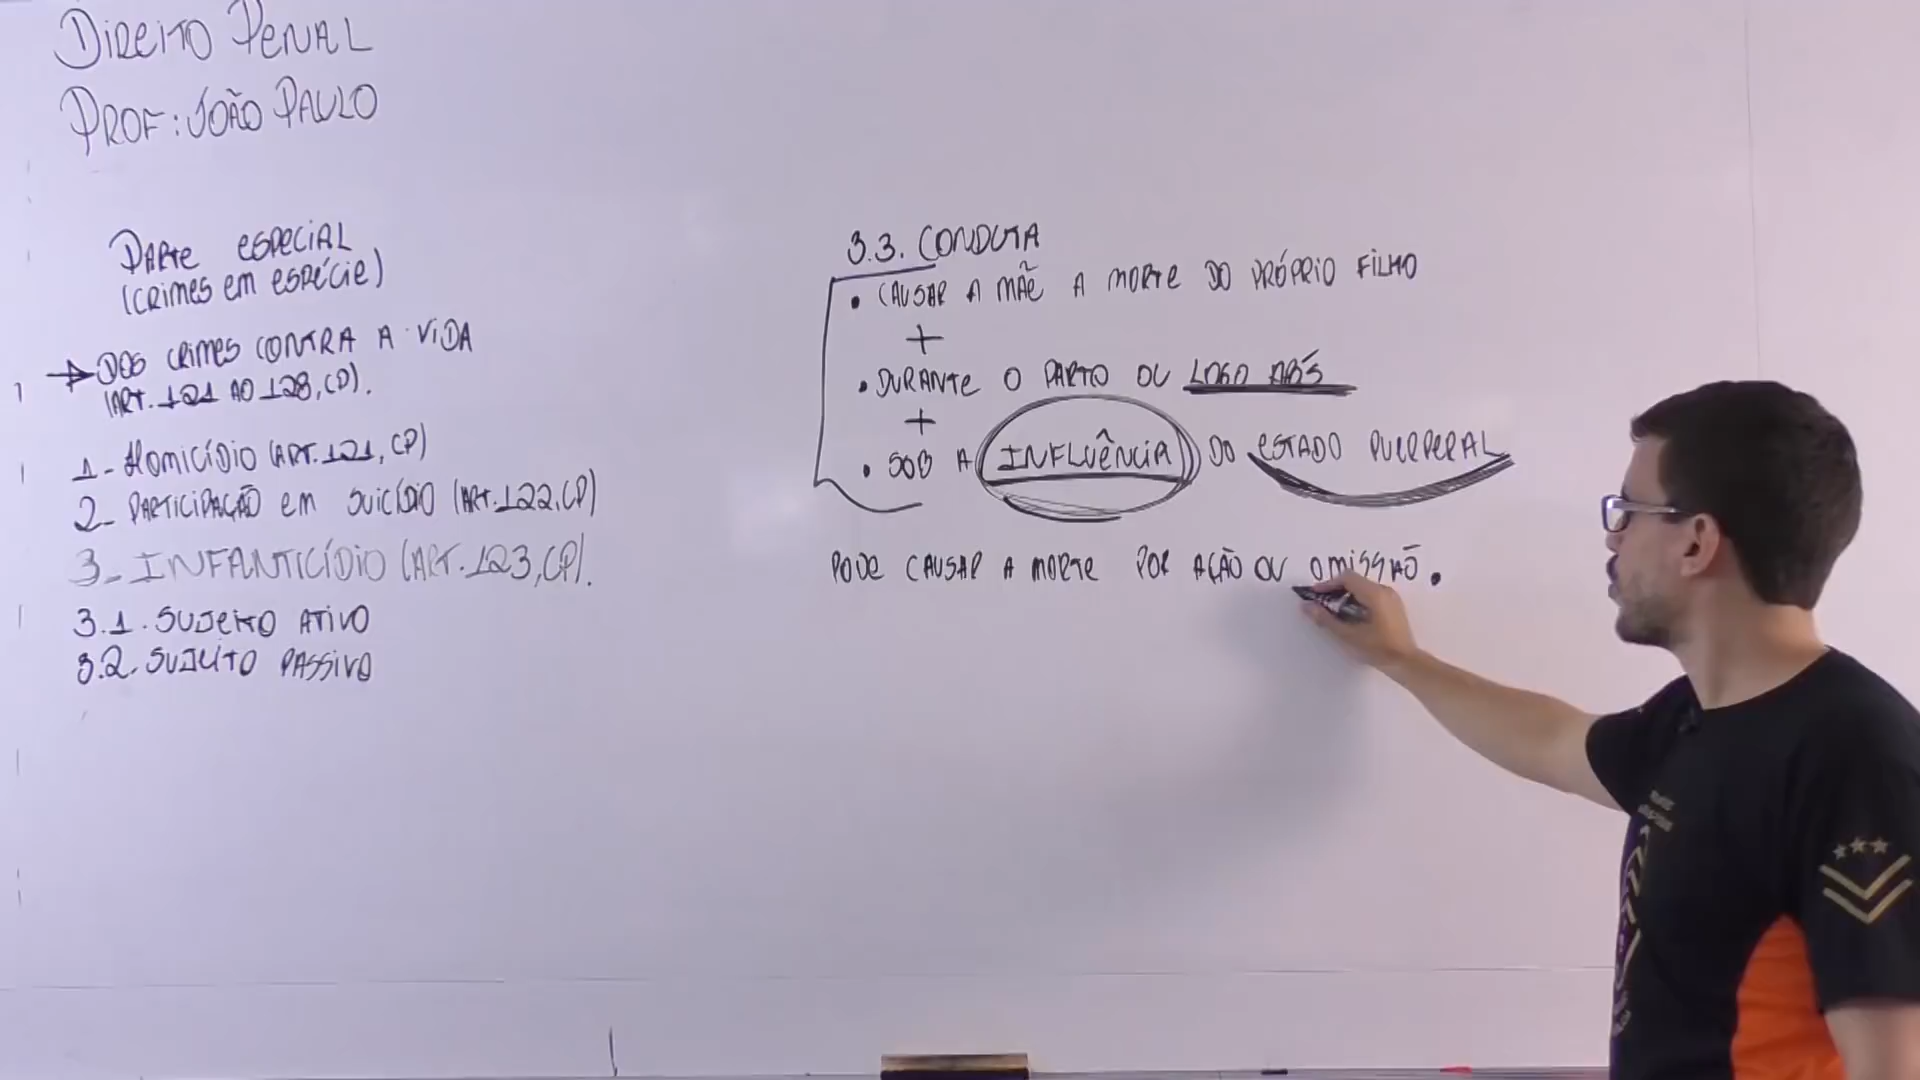 DIREITO PENAL
PROF: JOÃO PAULO
PARTE ESPECIAL
(CRIMES EM ESPÉCIE)
→ DOS CRIMES CONTRA A VIDA
(ART. 121 AO 128, CP).
1- HOMICÍDIO (ART. 121, CP)
2- PARTICIPAÇÃO EM SUICÍDIO (ART. 122, CP)
3- INFANTICÍDIO (ART. 123, CP).
3.1. SUJEITO ATIVO
3.2. SUJEITO PASSIVO
3.3. CONDUTA
• CAUSAR A MÃE A MORTE DO PRÓPRIO FILHO
+
• DURANTE O PARTO OU LOGO APÓS
+
• SOB A INFLUÊNCIA DO ESTADO PUERPERAL
PODE CAUSAR A MORTE POR AÇÃO OU OMISSÃO.